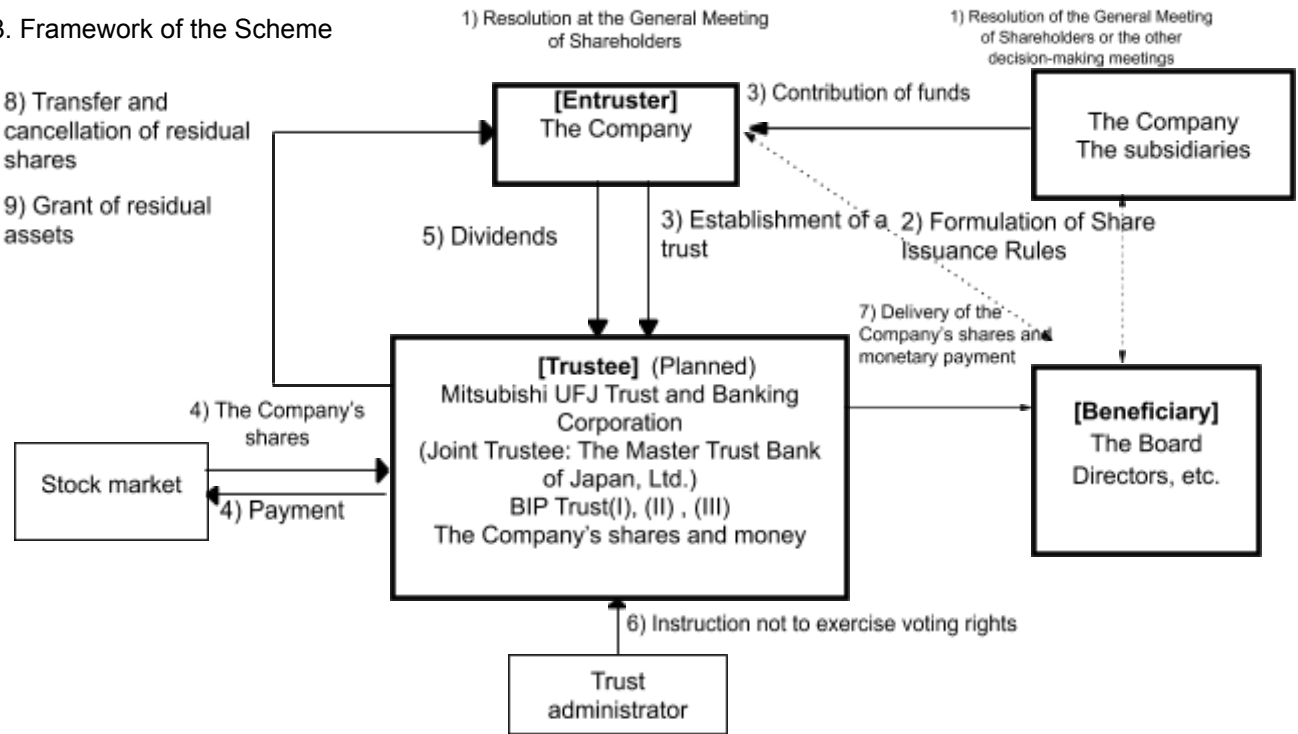 3. Framework of the Scheme
1) Resolution at the General Meeting
of Shareholders
1) Resolution of the General Meeting
of Shareholders or the other
decision-making meetings
8) Transfer and
cancellation of residual
shares
9) Grant of residual
assets
[Entruster]
The Company
3) Contribution of funds
The Company
The subsidiaries
5) Dividends
3) Establishment of a
trust
2) Formulation of Share
Issuance Rules
7) Delivery of the
Company's shares and
monetary payment
4) The Company's
shares
Stock market
4) Payment
[Trustee] (Planned)
Mitsubishi UFJ Trust and Banking
Corporation
(Joint Trustee: The Master Trust Bank
of Japan, Ltd.)
BIP Trust(I), (II) , (III)
The Company's shares and money
[Beneficiary]
The Board
Directors, etc.
6) Instruction not to exercise voting rights
Trust
administrator